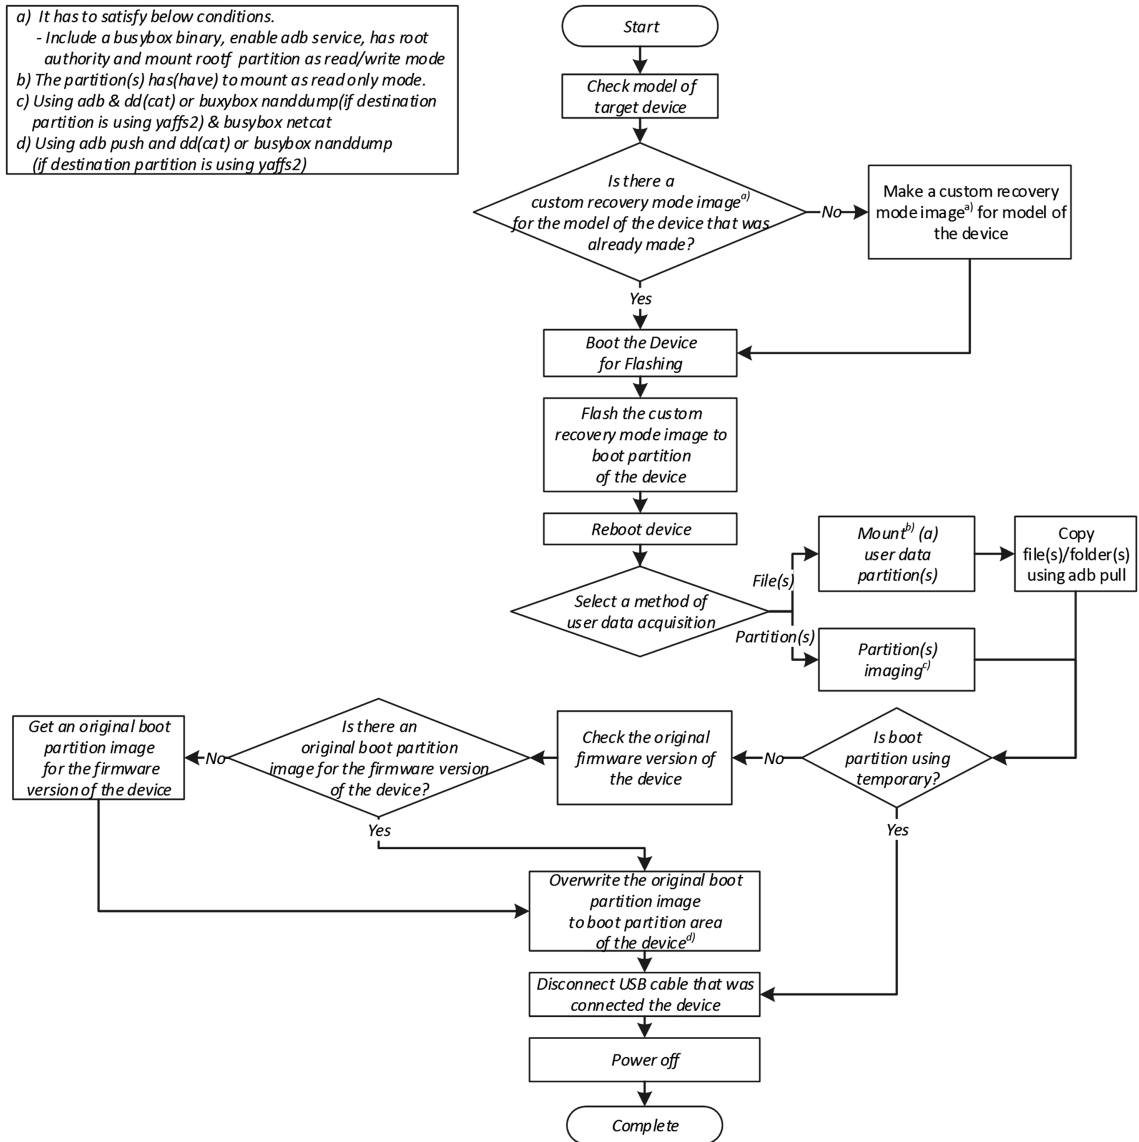 a) It has to satisfy below conditions.
- Include a busybox binary, enable adb service, has root
authority and mount rootf partition as read/write mode
b) The partition(s) has(have) to mount as read only mode.
c) Using adb & dd(cat) or buxybox nanddump(if destination
partition is using yaffs2) & busybox netcat
d) Using adb push and dd(cat) or busybox nanddump
(if destination partition is using yaffs2)
Start
Check model of
target device
Is there a
custom recovery mode image a)
for the model of the device that was
already made?
No
Make a custom recovery
mode image a) for model of
the device
Yes
Boot the Device
for Flashing
Flash the custom
recovery mode image to
boot partition
of the device
Reboot device
Select a method of
user data acquisition
File(s)
Mount b) (a)
user data
partition(s)
Copy
file(s)/folder(s)
using adb pull
Partition(s)
Partition(s)
imaging c)
Is boot
partition using
temporary?
No
Check the original
firmware version of
the device
Is there an
original boot partition
image for the firmware version
of the device?
No
Get an original boot
partition image
for the firmware
version of the device
Yes
Yes
Overwrite the original boot
partition image
to boot partition area
of the device d)
Disconnect USB cable that was
connected the device
Power off
Complete